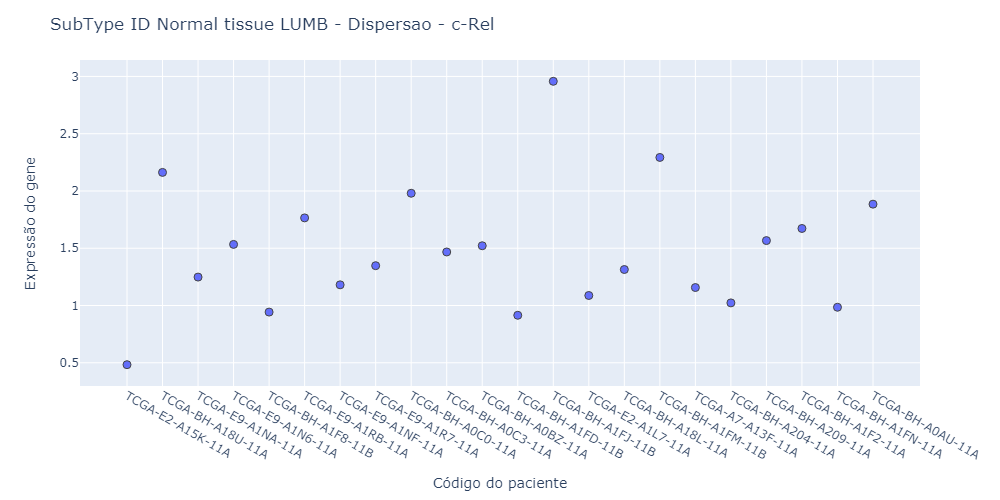 SubType ID Normal tissue LUMB - Dispersao - c-Rel
Expressão do gene
3
2.5
2
1.5
1
0.5
TCGA-E2-A15K-11A
TCGA-BH-A18U-11A
TCGA-E9-A1NA-11A
TCGA-E9-A1N6-11A
TCGA-BH-A1F8-11B
TCGA-E9-A1RB-11A
TCGA-E9-A1NF-11A
TCGA-E9-A1R7-11A
TCGA-BH-A0C0-11A
TCGA-BH-A0C3-11A
TCGA-BH-A0BZ-11A
TCGA-BH-A1FD-11B
TCGA-BH-A1FJ-11B
TCGA-E2-A1L7-11A
TCGA-BH-A18L-11A
TCGA-BH-A1FM-11B
TCGA-A7-A13F-11A
TCGA-BH-A204-11A
TCGA-BH-A209-11A
TCGA-BH-A1F2-11A
TCGA-BH-A1FN-11A
TCGA-BH-A0AU-11A
Código do paciente